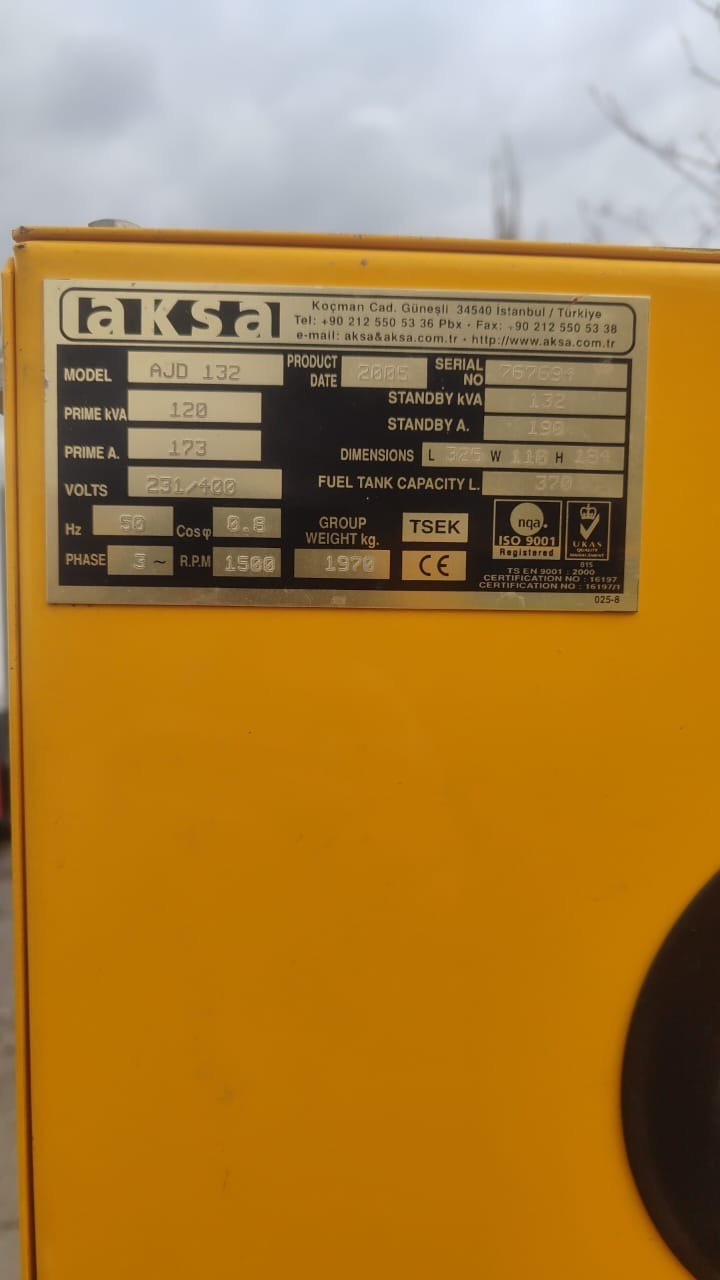 aksa
Koçman Cad. Güneşli 34540 İstanbul / Türkiye
Tel: +90 212 550 53 36 Pbx · Fax: +90 212 550 53 38
e-mail: aksa&aksa.com.tr · http://www.aksa.com.tr
MODEL AJD 132 PRODUCT DATE 2005 SERIAL NO
PRIME kVA 120 STANDBY kVA 132
PRIME A. 173 STANDBY A. 190
DIMENSIONS L 325 W 118 H
VOLTS 231/400 FUEL TANK CAPACITY L. 370
Hz 50 Cosφ 0.8 GROUP WEIGHT kg. TSEK
PHASE 3 ~ R.P.M 1500 1970 CE
nqa.
ISO 9001
Registered
UKAS
QUALITY
MANAGEMENT
015
TS EN 9001 : 2000
CERTIFICATION NO : 16197
CERTIFICATION NO : 16197/1
025-8